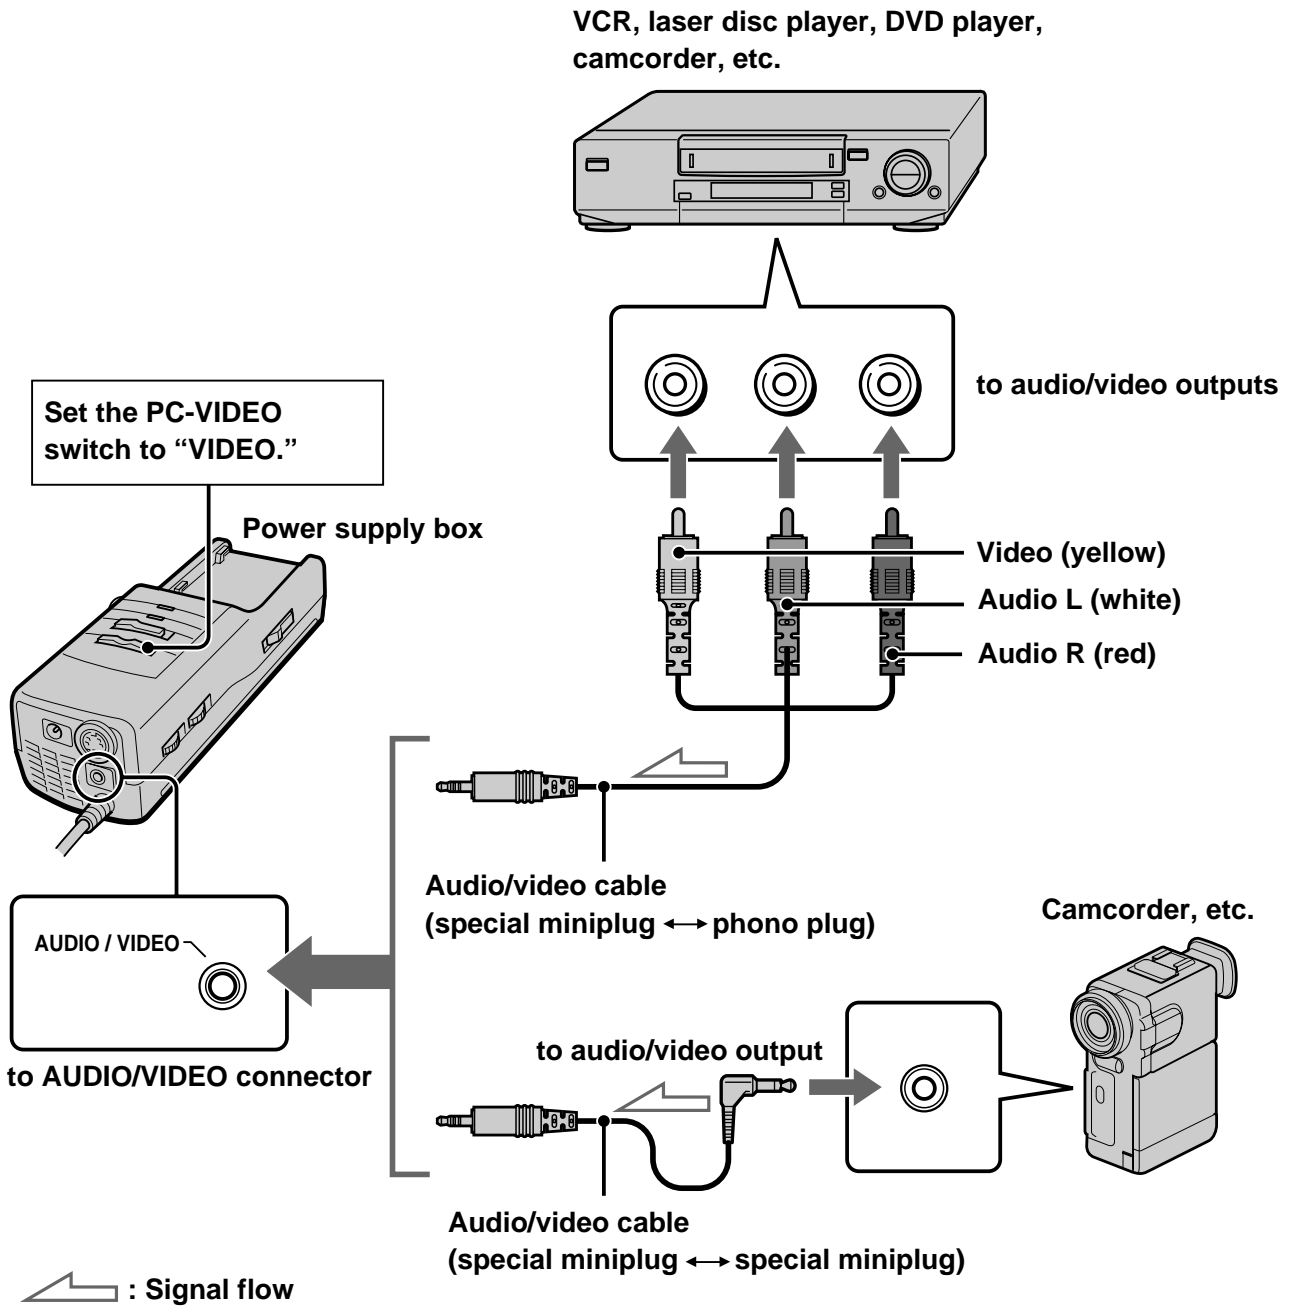 VCR, laser disc player, DVD player,
camcorder, etc.
to audio/video outputs
Set the PC-VIDEO
switch to “VIDEO.”
Power supply box
Video (yellow)
Audio L (white)
Audio R (red)
Audio/video cable
(special miniplug ←→ phono plug)
Camcorder, etc.
AUDIO / VIDEO
to AUDIO/VIDEO connector
to audio/video output
Audio/video cable
(special miniplug ←→ special miniplug)
: Signal flow